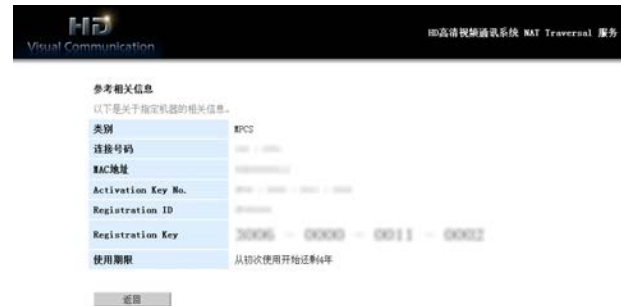 HD
Visual Communication
HD高清视频通讯系统 NAT Traversal 服务
参考相关信息
以下是关于指定机器的相关信息。
类别 MPCS
连接号码
MAC地址
Activation Key No.
Registration ID
Registration Key 3006 - 0000 - 0011 - 0002
使用期限 从初次使用开始还剩4年
返回